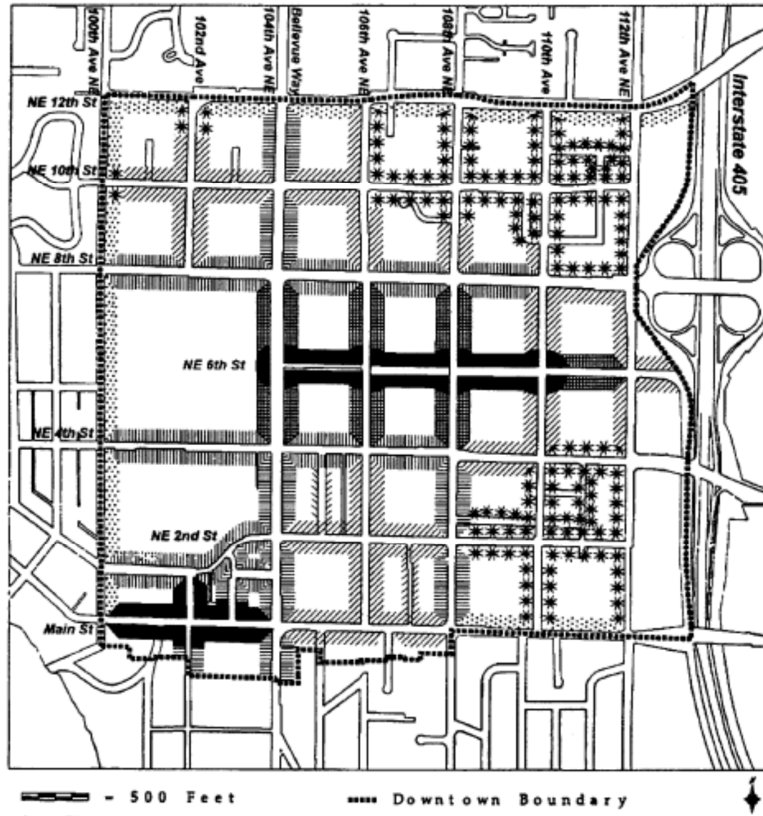 100th Ave NE
102nd Ave
104th Ave NE
Bellevue Way
106th Ave NE
108th Ave NE
110th Ave
112th Ave NE
Interstate 405
NE 12th St
NE 10th St
NE 8th St
NE 6th St
NE 4th St
NE 2nd St
Main St
- 500 Feet
Downtown Boundary